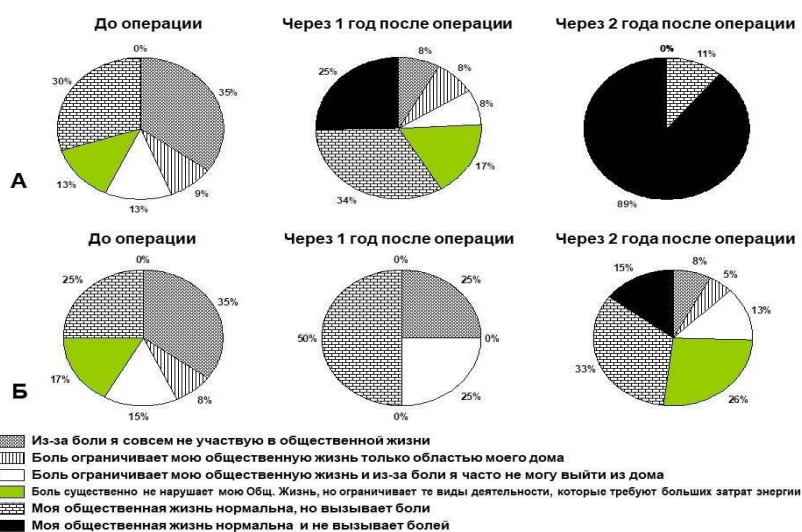 До операции Через 1 год после операции Через 2 года после операции
0% 8% 0% 11%
30% 35% 25% 8%
8%
А 13% 9% 17%
13% 34% 89%
До операции Через 1 год после операции Через 2 года после операции
0% 0% 8%
25% 35% 25% 15% 5%
13%
50% 0%
Б 17% 8% 33%
15% 25% 26%
0%
Из-за боли я совсем не участвую в общественной жизни
Боль ограничивает мою общественную жизнь только областью моего дома
Боль ограничивает мою общественную жизнь и из-за боли я часто не могу выйти из дома
Боль существенно не нарушает мою Общ. Жизнь, но ограничивает те виды деятельности, которые требуют больших затрат энергии
Моя общественная жизнь нормальна, но вызывает боли
Моя общественная жизнь нормальна и не вызывает болей